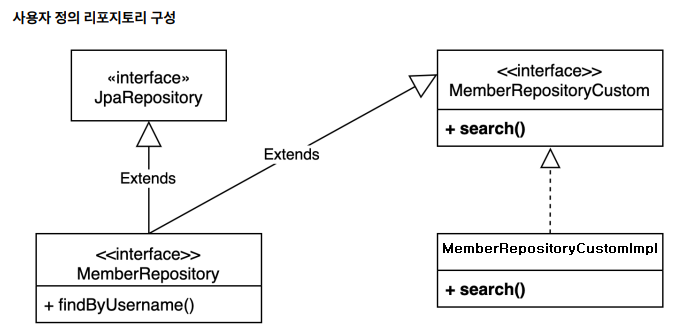 사용자 정의 리포지토리 구성
«interface»
JpaRepository
<<interface>>
MemberRepositoryCustom
+ search()
Extends
Extends
<<interface>>
MemberRepository
+ findByUsername()
MemberRepositoryCustomImpl
+ search()